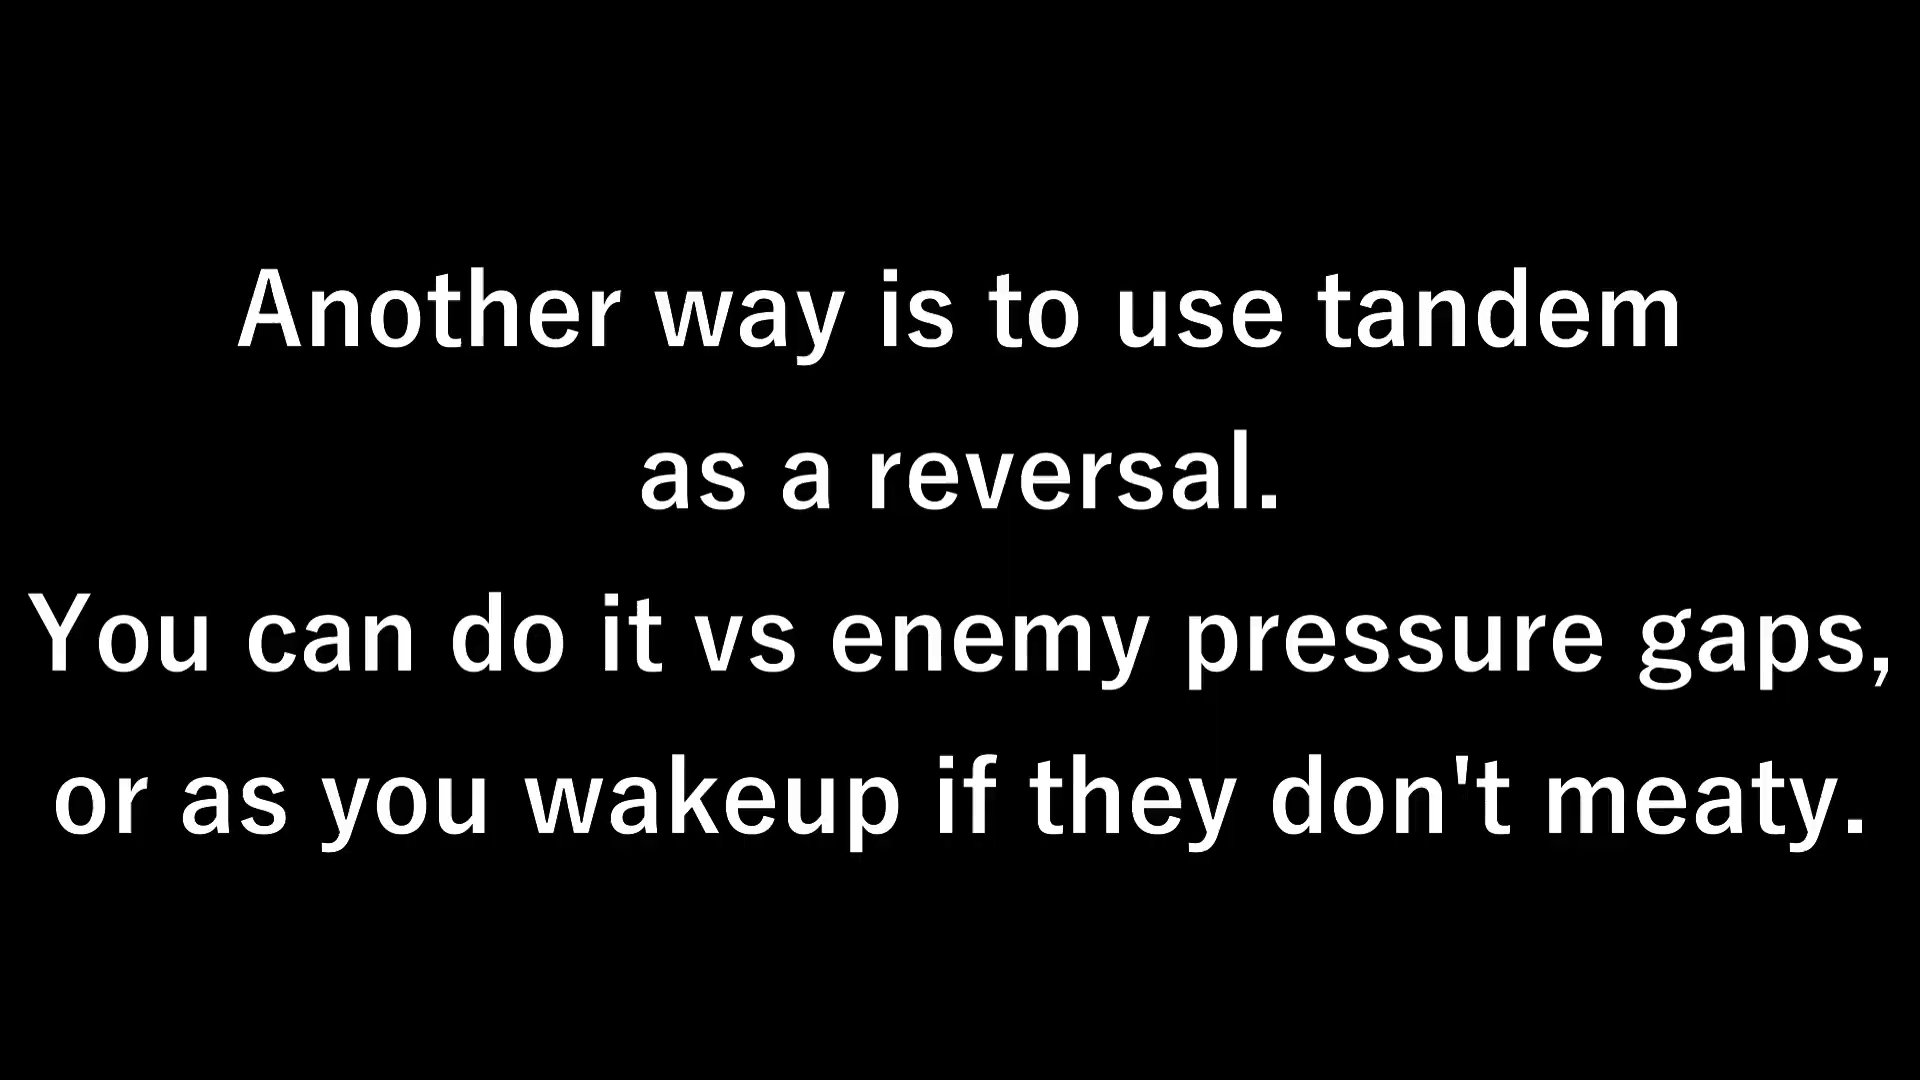 Another way is to use tandem
as a reversal.
You can do it vs enemy pressure gaps,
or as you wakeup if they don't meaty.